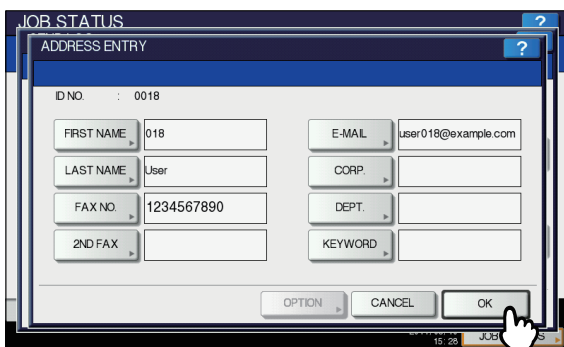 JOB STATUS ?
ADDRESS ENTRY ?
ID NO. : 0018
FIRST NAME 018
E-MAIL user018@example.com
LAST NAME User
CORP.
FAX NO. 1234567890
DEPT.
2ND FAX
KEYWORD
OPTION CANCEL OK
15:28 JOB